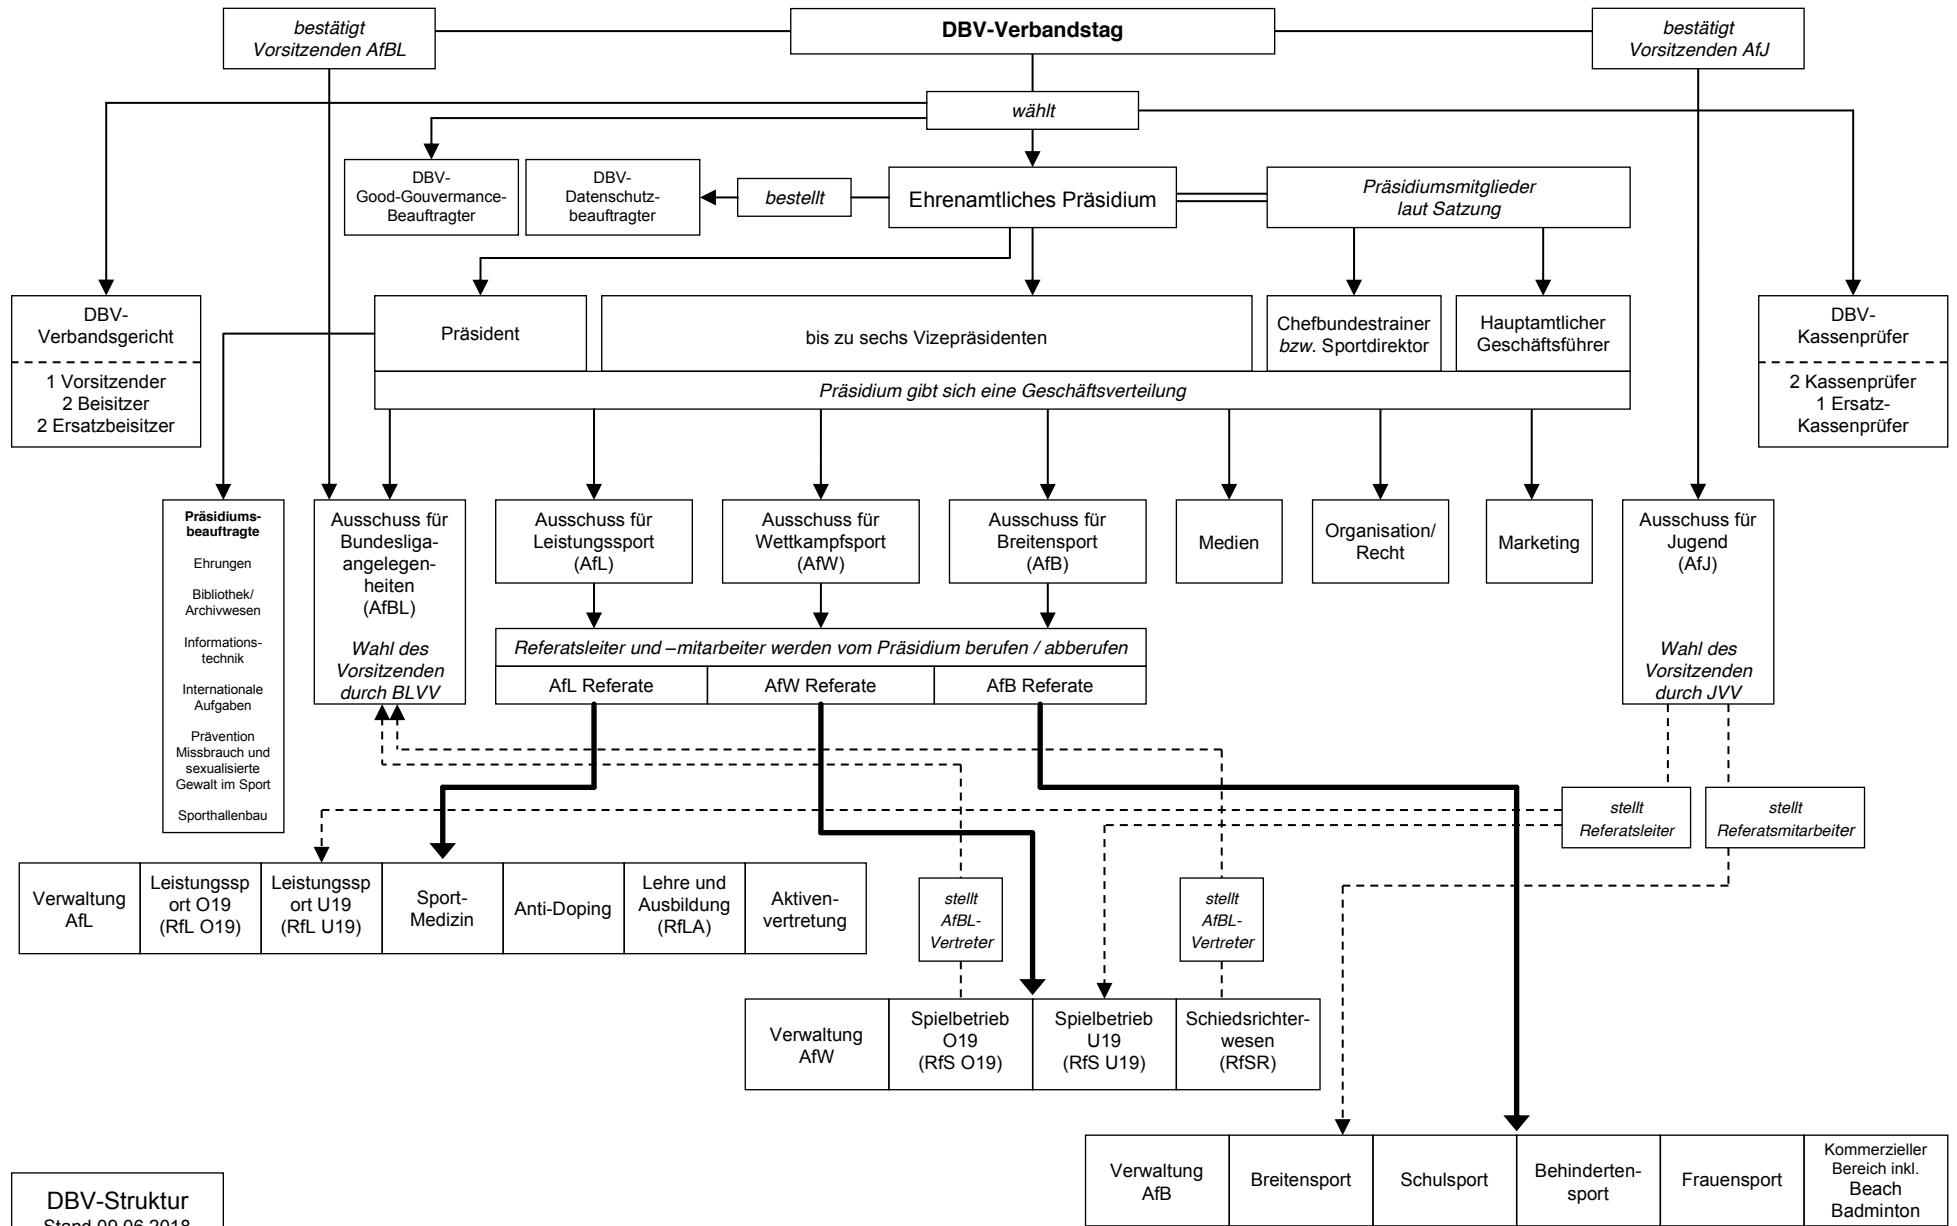 bestätigt
Vorsitzenden AfBL
DBV-Verbandstag
bestätigt
Vorsitzenden AfJ
wählt
DBV-
Good-Gouvermance-
Beauftragter
DBV-
Datenschutz-
beauftragter
bestellt
Ehrenamtliches Präsidium
Präsidiumsmitglieder
laut Satzung
DBV-
Verbandsgericht
1 Vorsitzender
2 Beisitzer
2 Ersatzbeisitzer
Präsident
bis zu sechs Vizepräsidenten
Chefbundestrainer
bzw. Sportdirektor
Hauptamtlicher
Geschäftsführer
DBV-
Kassenprüfer
2 Kassenprüfer
1 Ersatz-
Kassenprüfer
Präsidium gibt sich eine Geschäftsverteilung
Präsidiums-
beauftragte
Ehrungen
Bibliothek/
Archivwesen
Informations-
technik
Internationale
Aufgaben
Prävention
Missbrauch und
sexualisierte
Gewalt im Sport
Sporthallenbau
Ausschuss für
Bundesliga-
angelegen-
heiten
(AfBL)
Wahl des
Vorsitzenden
durch BLVV
Ausschuss für
Leistungssport
(AfL)
Ausschuss für
Wettkampfsport
(AfW)
Ausschuss für
Breitensport
(AfB)
Medien
Organisation/
Recht
Marketing
Ausschuss für
Jugend
(AfJ)
Wahl des
Vorsitzenden
durch JVV
Referatsleiter und –mitarbeiter werden vom Präsidium berufen / abberufen
AfL Referate
AfW Referate
AfB Referate
stellt
Referatsleiter
stellt
Referatsmitarbeiter
Verwaltung
AfL
Leistungssp
ort O19
(RfL O19)
Leistungssp
ort U19
(RfL U19)
Sport-
Medizin
Anti-Doping
Lehre und
Ausbildung
(RfLA)
Aktiven-
vertretung
stellt
AfBL-
Vertreter
stellt
AfBL-
Vertreter
Verwaltung
AfW
Spielbetrieb
O19
(RfS O19)
Spielbetrieb
U19
(RfS U19)
Schiedsrichter-
wesen
(RfSR)
Verwaltung
AfB
Breitensport
Schulsport
Behinderten-
sport
Frauensport
Kommerzieller
Bereich inkl.
Beach
Badminton
DBV-Struktur
Stand 09.06.2018